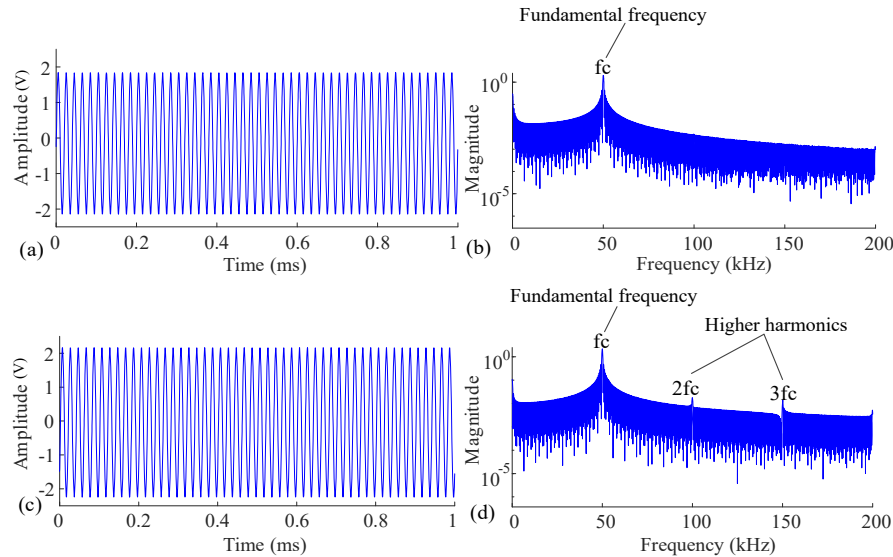 Fundamental frequency
2
1
0
-1
-2
Amplitude (V)
0 0.2 0.4 0.6 0.8 1
Time (ms)
(a)
fc
10^0
10^-5
Magnitude
0 50 100 150 200
Frequency (kHz)
(b)
Fundamental frequency
Higher harmonics
2
1
0
-1
-2
Amplitude (V)
0 0.2 0.4 0.6 0.8 1
Time (ms)
(c)
fc
2fc
3fc
10^0
10^-5
Magnitude
0 50 100 150 200
Frequency (kHz)
(d)